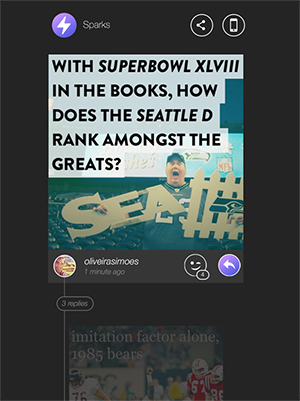 Sparks
WITH SUPERBOWL XLVIII
IN THE BOOKS, HOW
DOES THE SEATTLE D
RANK AMONGST THE
GREATS?
SEA
oliveirasimoes
1 minute ago
4
3 replies
imitation factor alone,
1985 bears